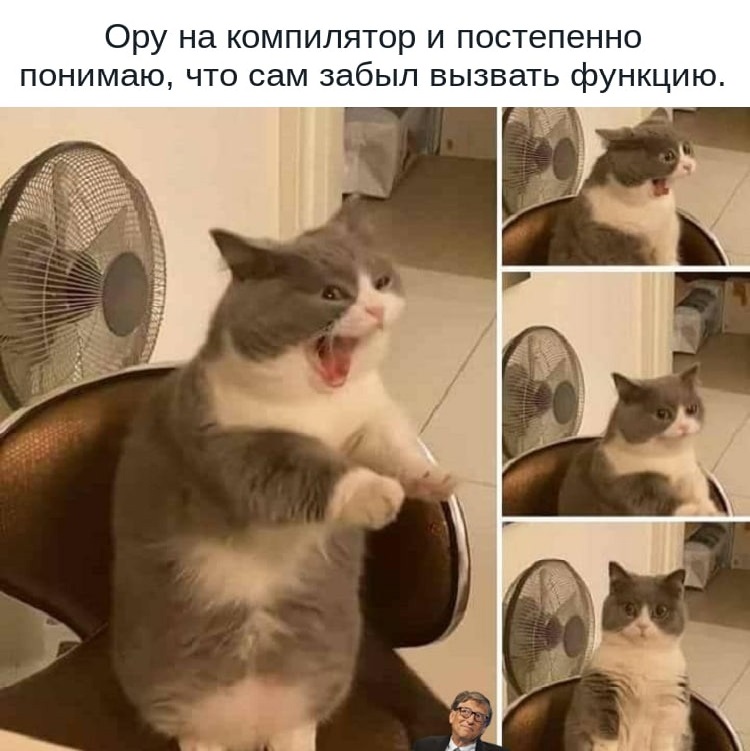 Ору на компилятор и постепенно
понимаю, что сам забыл вызвать функцию.